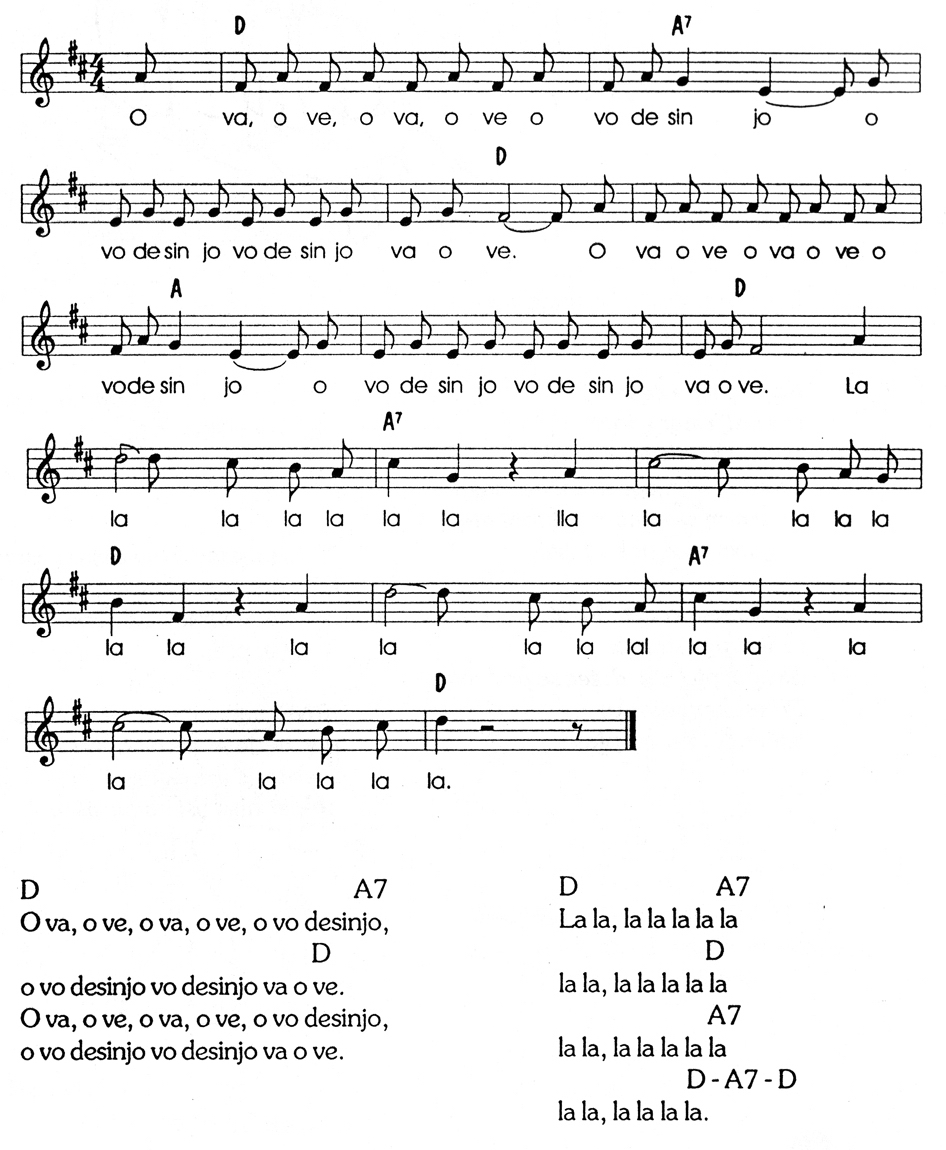 D A7
O va, o ve, o va, o ve o vo de sin jo o
D
vo de sin jo vo de sin jo va o ve. O va o ve o va o ve o
A D
vo de sin jo o vo de sin jo vo de sin jo va o ve. La
A7
la la la la la la lla la la la la
D A7
la la la la la la lal la la la
D
la la la la la.
D A7
O va, o ve, o va, o ve, o vo desinjo,
D
o vo desinjo vo desinjo va o ve.
O va, o ve, o va, o ve, o vo desinjo,
o vo desinjo vo desinjo va o ve.
D A7
La la, la la la la la
D
la la, la la la la la
A7
la la, la la la la la
D - A7 - D
la la, la la la la.